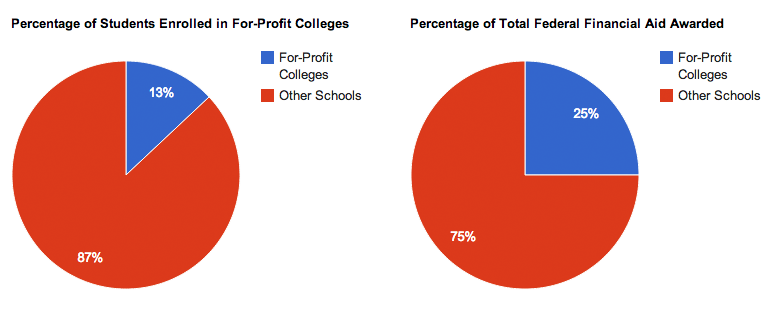 Percentage of Students Enrolled in For-Profit Colleges
For-Profit
Colleges
Other Schools
13%
87%
Percentage of Total Federal Financial Aid Awarded
For-Profit
Colleges
Other Schools
25%
75%